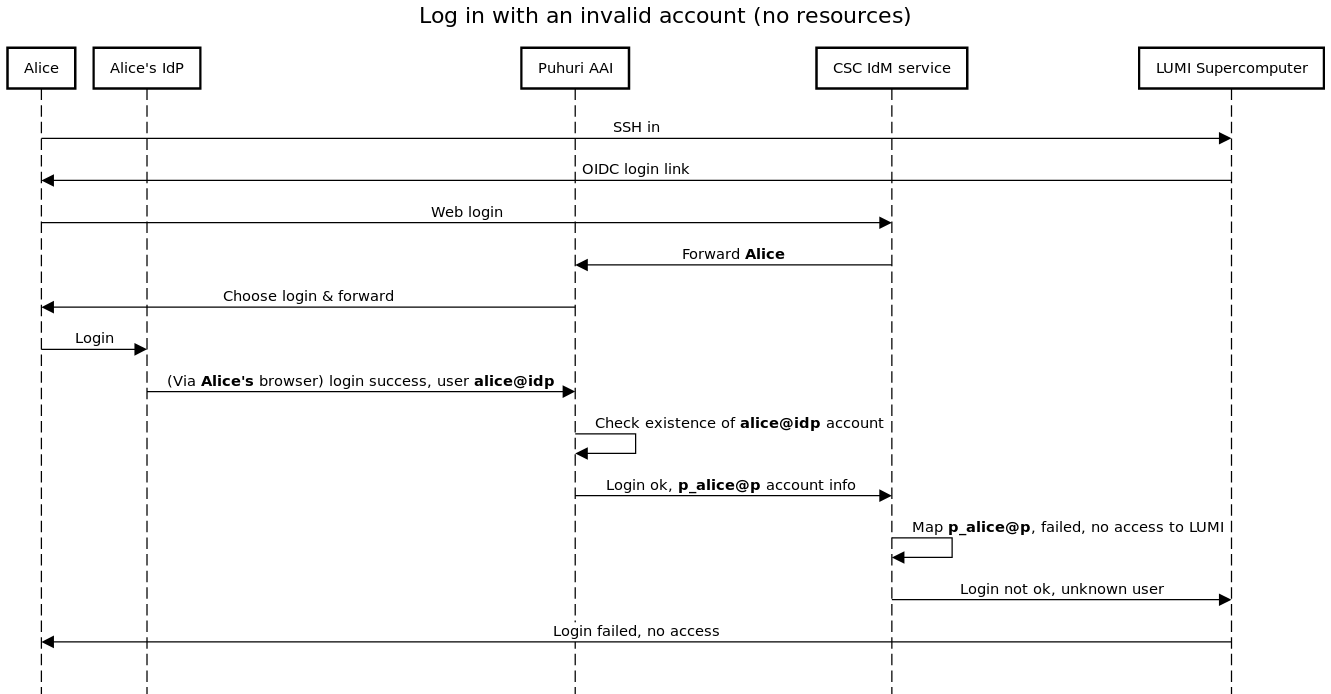 Log in with an invalid account (no resources)
Alice
Alice's IdP
Puhuri AAI
CSC IdM service
LUMI Supercomputer
SSH in
OIDC login link
Web login
Forward Alice
Choose login & forward
Login
(Via Alice's browser) login success, user alice@idp
Check existence of alice@idp account
Login ok, p_alice@p account info
Map p_alice@p, failed, no access to LUMI
Login not ok, unknown user
Login failed, no access